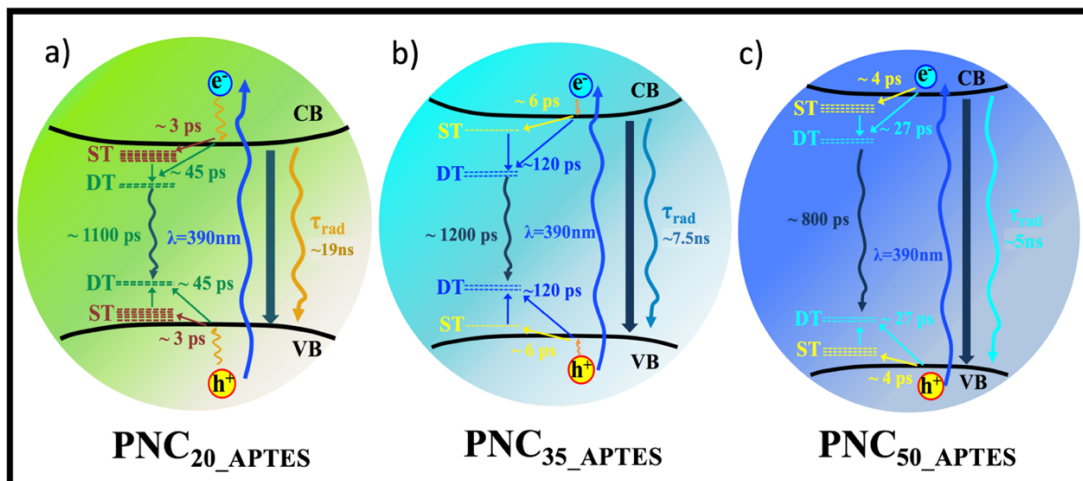 a)
e-
CB
~ 3 ps
ST
~ 45 ps
DT
~ 1100 ps
λ=390nm
τrad
~19ns
DT
~ 45 ps
ST
~ 3 ps
VB
h+
PNC20_APTES
b)
e-
CB
~ 6 ps
ST
~120 ps
DT
~ 1200 ps
λ=390nm
τrad
~7.5ns
DT
~120 ps
ST
~ 6 ps
VB
h+
PNC35_APTES
c)
~ 4 ps
e-
CB
ST
~ 27 ps
DT
~ 800 ps
λ=390nm
τrad
~5ns
DT
~ 27 ps
ST
~ 4 ps
VB
h+
PNC50_APTES